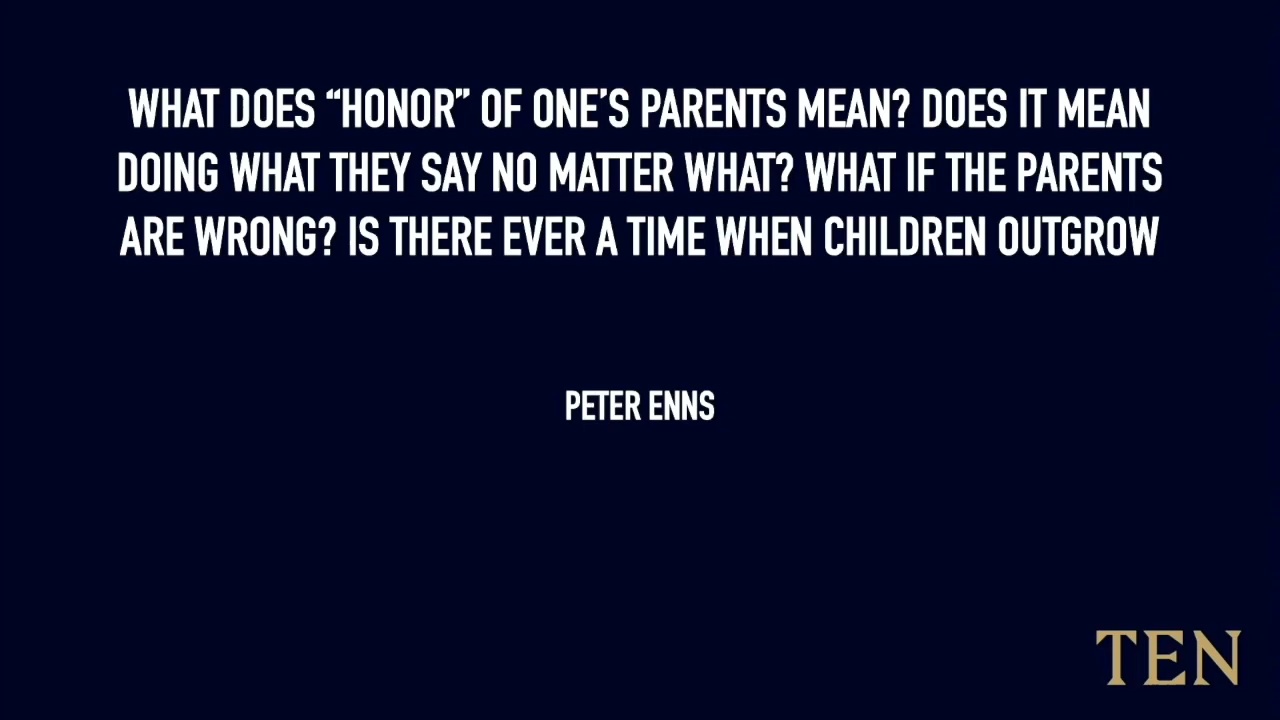 WHAT DOES “HONOR” OF ONE’S PARENTS MEAN? DOES IT MEAN
DOING WHAT THEY SAY NO MATTER WHAT? WHAT IF THE PARENTS
ARE WRONG? IS THERE EVER A TIME WHEN CHILDREN OUTGROW
PETER ENNS
TEN